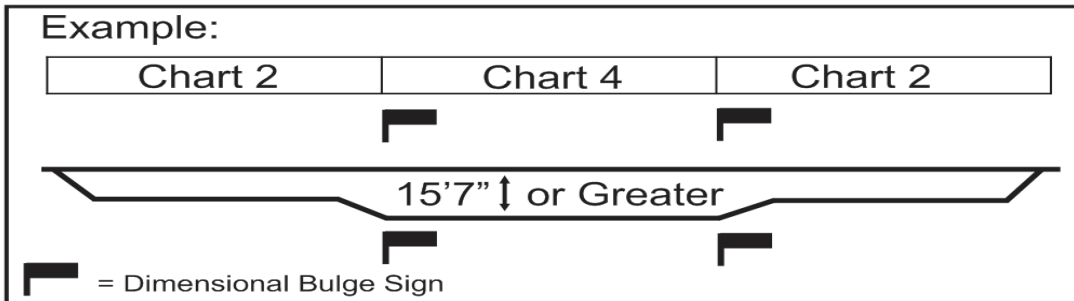 Example:
Chart 2 Chart 4 Chart 2
15’7” or Greater
= Dimensional Bulge Sign